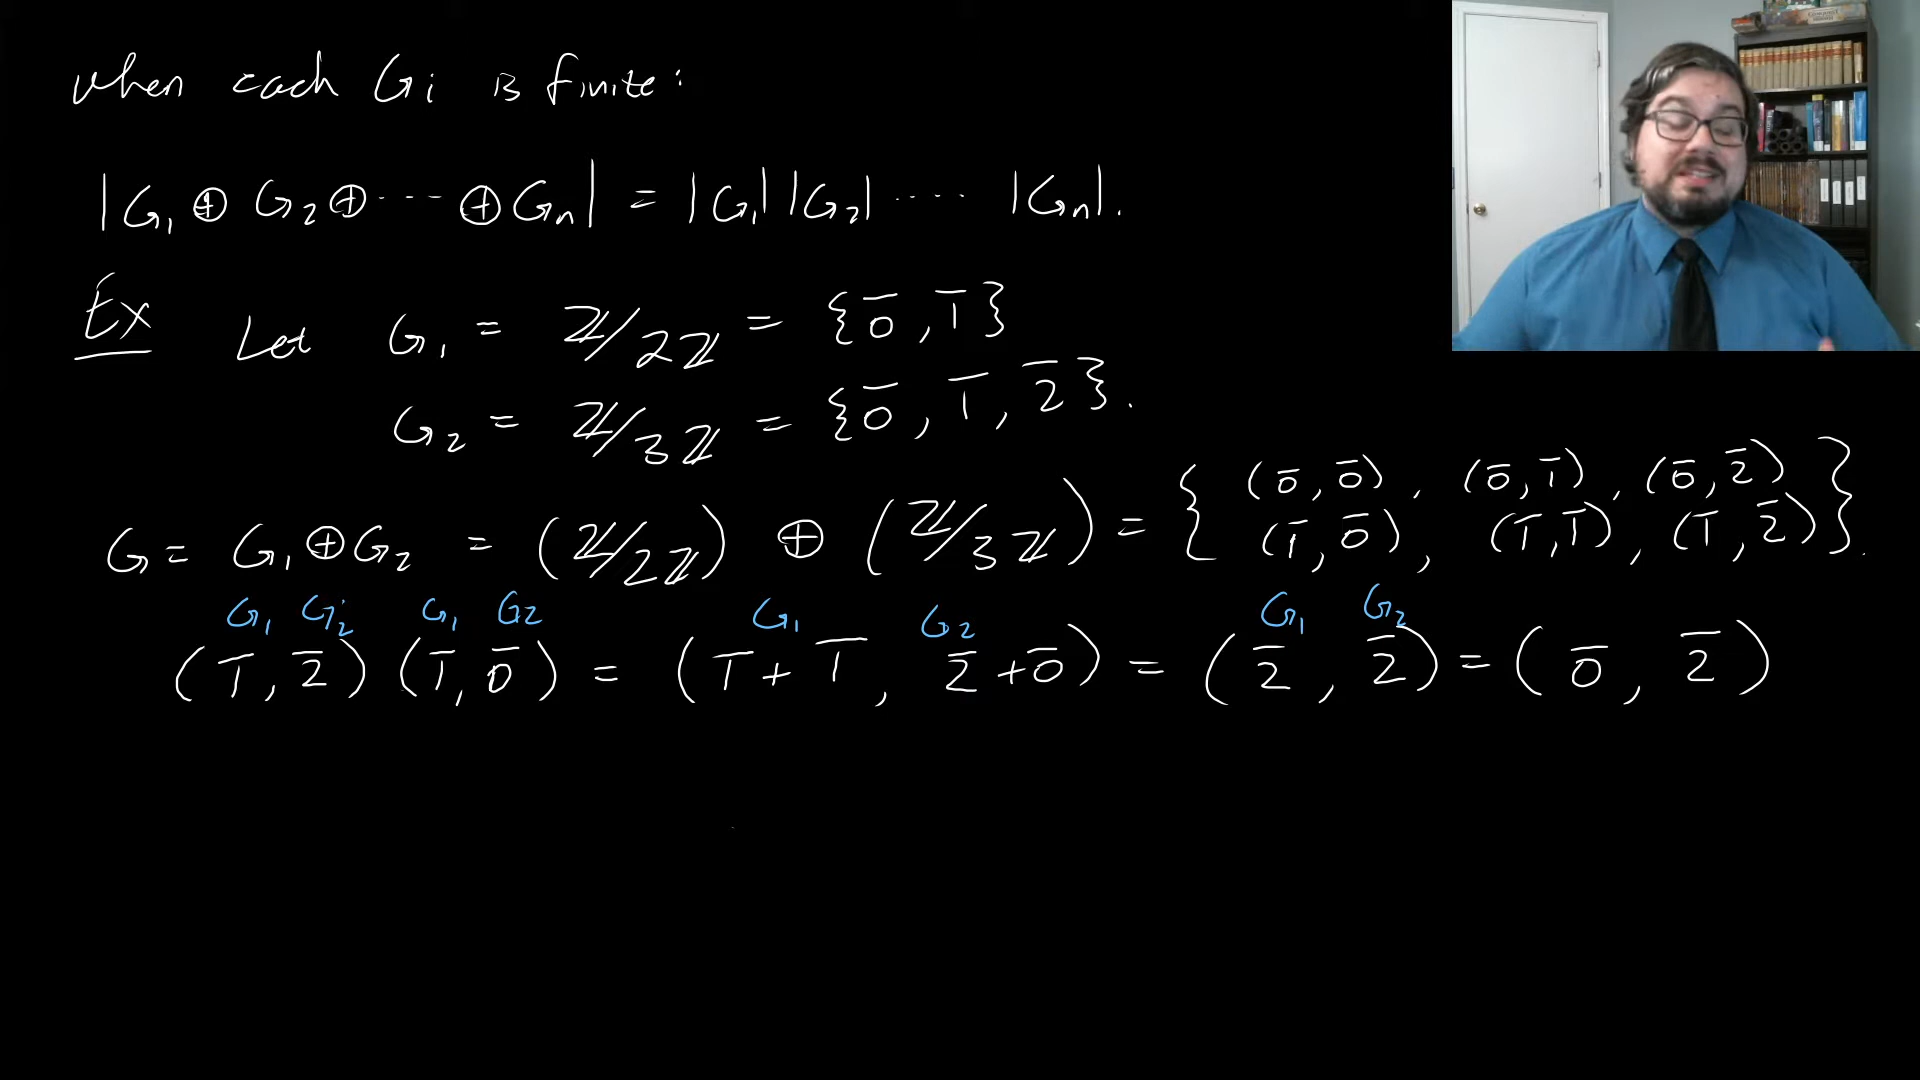 when each Gᵢ is finite:
|G₁ ⊕ G₂ ⊕ ··· ⊕ Gₙ| = |G₁| |G₂| ···· |Gₙ|.
Ex Let G₁ = ℤ/2ℤ = {0̅, 1̅}
G₂ = ℤ/3ℤ = {0̅, 1̅, 2̅}.
G = G₁ ⊕ G₂ = (ℤ/2ℤ) ⊕ (ℤ/3ℤ) = { (0̅, 0̅), (0̅, 1̅), (0̅, 2̅)
(1̅, 0̅), (1̅, 1̅), (1̅, 2̅) }.
G₁ G₂ G₁ G₂ G₁ G₂ G₁ G₂
(1̅, 2̅) (1̅, 0̅) = (1̅ + 1̅, 2̅ + 0̅) = (2̅, 2̅) = (0̅, 2̅)